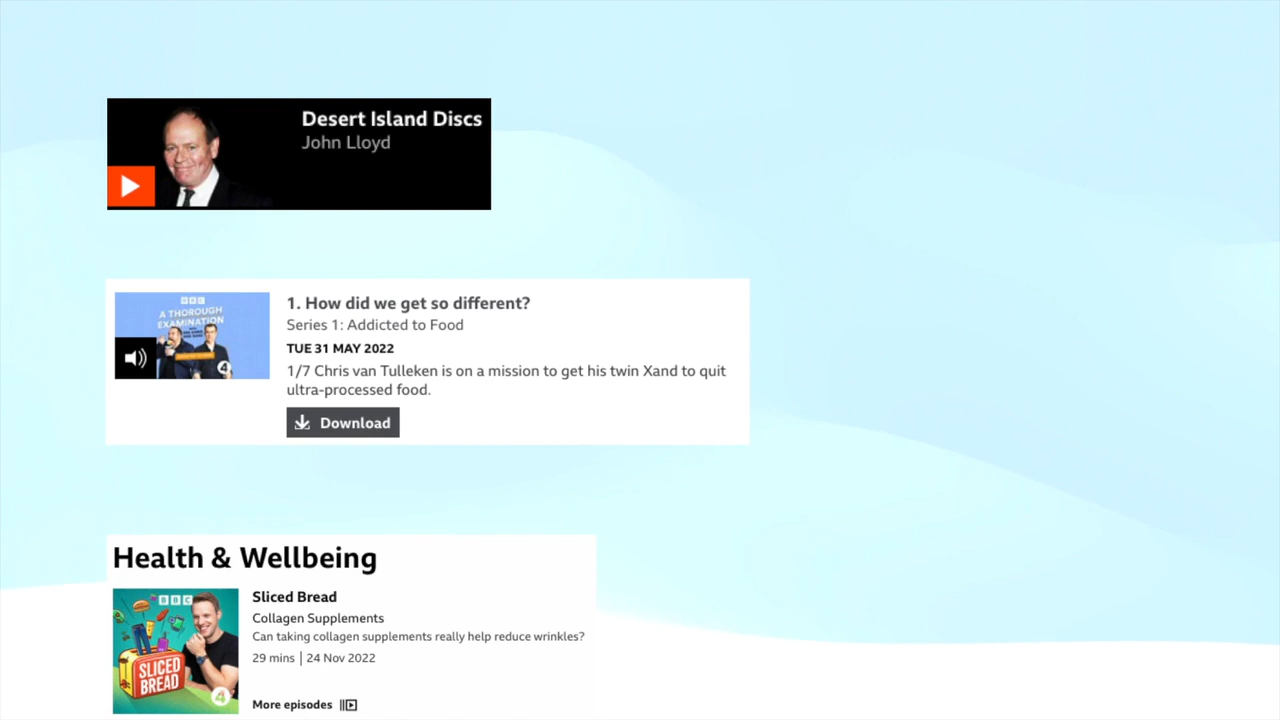 Desert Island Discs
John Lloyd
BBC
A THOROUGH
EXAMINATION
4
1. How did we get so different?
Series 1: Addicted to Food
TUE 31 MAY 2022
1/7 Chris van Tulleken is on a mission to get his twin Xand to quit
ultra-processed food.
Download
Health & Wellbeing
BBC
SLICED
BREAD
4
Sliced Bread
Collagen Supplements
Can taking collagen supplements really help reduce wrinkles?
29 mins | 24 Nov 2022
More episodes